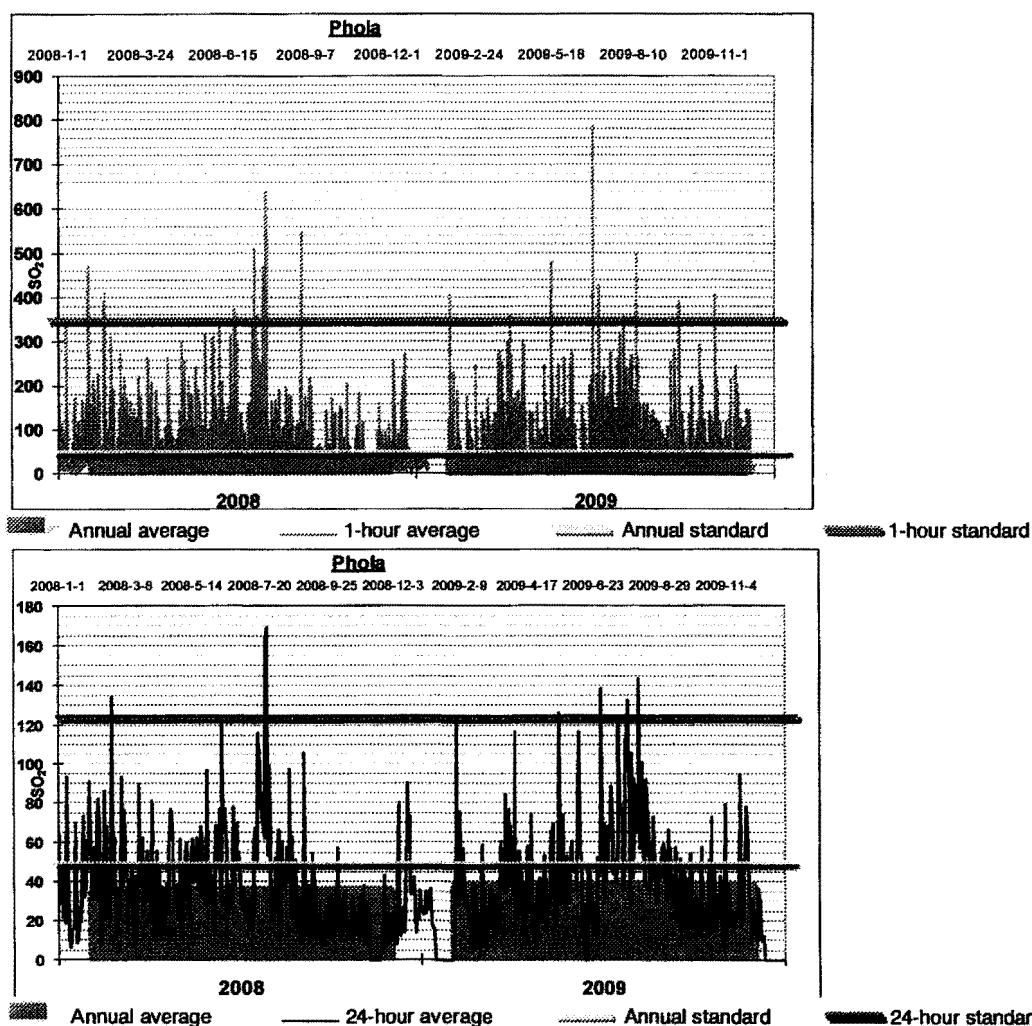 Phola
2008-1-1 2008-3-24 2008-6-15 2008-9-7 2008-12-1 2009-2-24 2009-5-18 2009-8-10 2009-11-1
900
800
700
600
500
SO₂
400
300
200
100
0
2008 2009
Annual average 1-hour average Annual standard 1-hour standard
Phola
2008-1-1 2008-3-8 2008-5-14 2008-7-20 2008-9-25 2008-12-3 2009-2-9 2009-4-17 2009-6-23 2009-8-29 2009-11-4
180
160
140
120
100
SO₂
80
60
40
20
0
2008 2009
Annual average 24-hour average Annual standard 24-hour standar